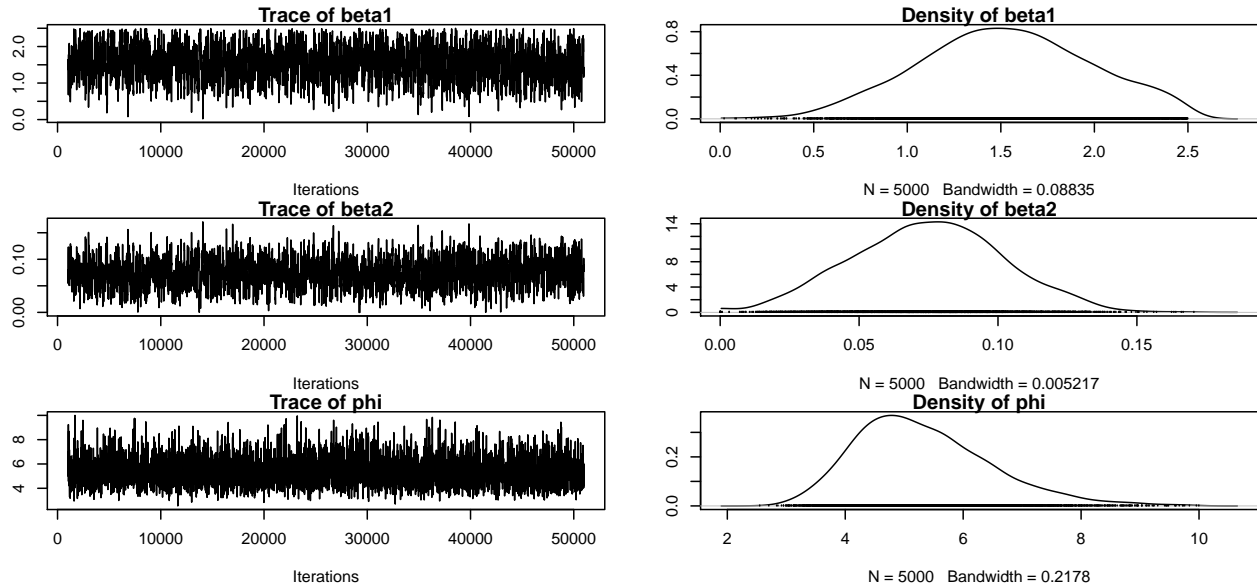 Trace of beta1
0.0 1.0 2.0
0 10000 20000 30000 40000 50000
Iterations
Density of beta1
0.0 0.4 0.8
0.0 0.5 1.0 1.5 2.0 2.5
N = 5000 Bandwidth = 0.08835
Trace of beta2
0.00 0.10
0 10000 20000 30000 40000 50000
Iterations
Density of beta2
0 4 8 14
0.00 0.05 0.10 0.15
N = 5000 Bandwidth = 0.005217
Trace of phi
4 6 8
0 10000 20000 30000 40000 50000
Iterations
Density of phi
0.0 0.2
2 4 6 8 10
N = 5000 Bandwidth = 0.2178